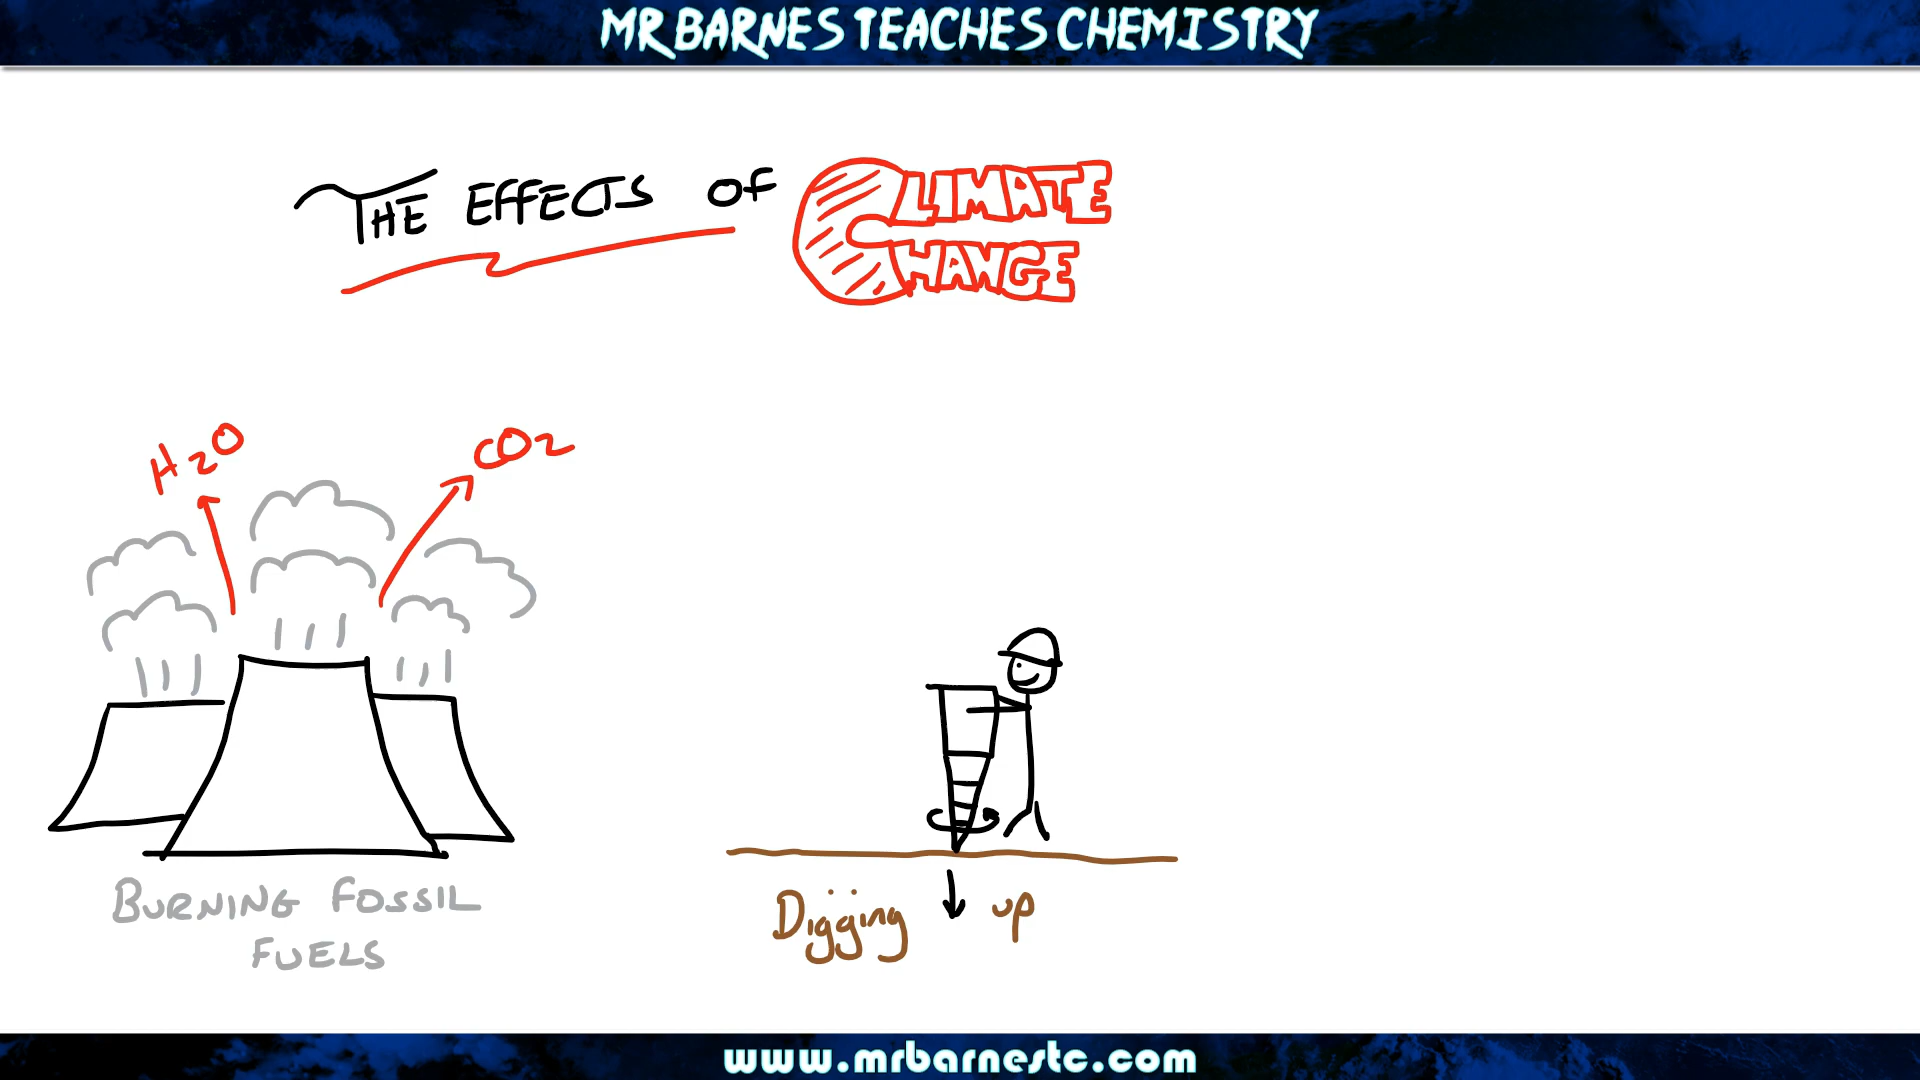 MR BARNES TEACHES CHEMISTRY
THE EFFECTS OF CLIMATE
CHANGE
H2O
CO2
BURNING FOSSIL
FUELS
Digging up
www.mrbarnestc.com